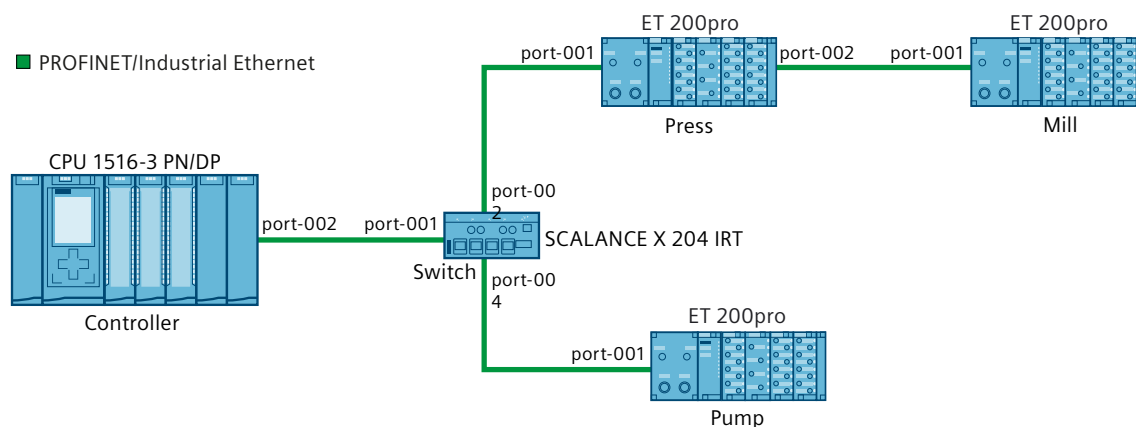 ET 200pro
ET 200pro
port-001
port-002
port-001
PROFINET/Industrial Ethernet
Press
Mill
CPU 1516-3 PN/DP
port-00
2
port-002
port-001
SCALANCE X 204 IRT
Switch
port-00
4
Controller
ET 200pro
port-001
Pump